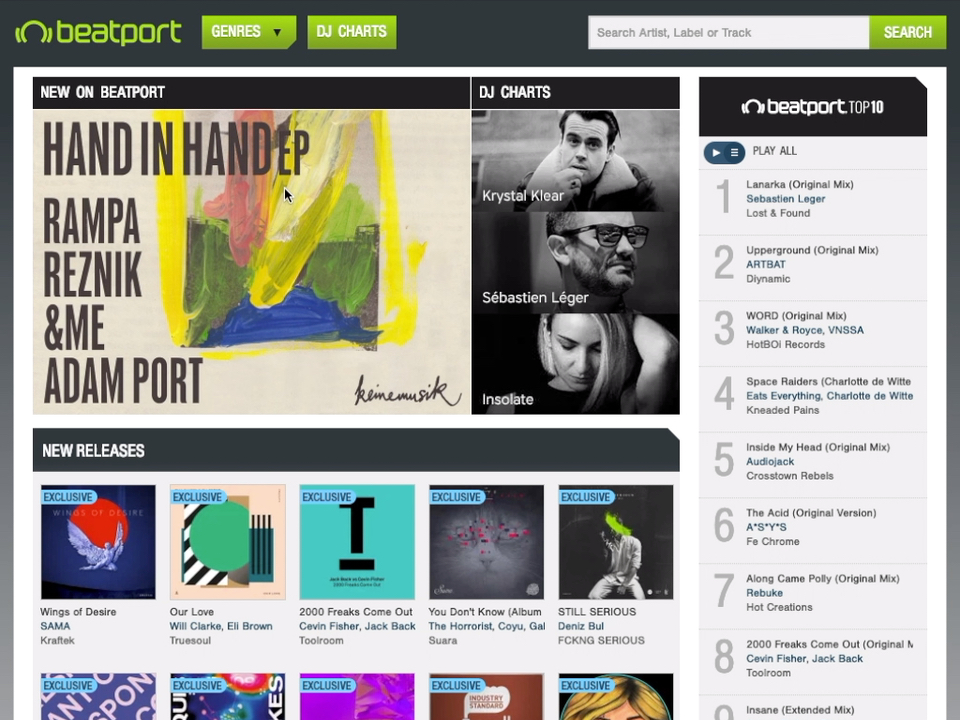 beatport
GENRES ▼
DJ CHARTS
Search Artist, Label or Track
SEARCH
NEW ON BEATPORT
HAND IN HAND EP
RAMPA
REZNIK
&ME
ADAM PORT
keinemusik
DJ CHARTS
Krystal Klear
Sébastien Léger
Insolate
NEW RELEASES
EXCLUSIVE
WINGS OF DESIRE
Wings of Desire
SAMA
Kraftek
EXCLUSIVE
Our Love
Will Clarke, Eli Brown
Truesoul
EXCLUSIVE
Jack Back vs Cevin Fisher
2000 Freaks Come Out
2000 Freaks Come Out
Cevin Fisher, Jack Back
Toolroom
EXCLUSIVE
You Don't Know (Album
The Horrorist, Coyu, Gal
Suara
EXCLUSIVE
STILL SERIOUS
Deniz Bul
FCKNG SERIOUS
EXCLUSIVE
EXCLUSIVE
EXCLUSIVE
EXCLUSIVE
INDUSTRY
STANDARD
EXCLUSIVE
beatport TOP10
PLAY ALL
1
Lanarka (Original Mix)
Sebastien Leger
Lost & Found
2
Upperground (Original Mix)
ARTBAT
Diynamic
3
WORD (Original Mix)
Walker & Royce, VNSSA
HotBOi Records
4
Space Raiders (Charlotte de Witte
Eats Everything, Charlotte de Witte
Kneaded Pains
5
Inside My Head (Original Mix)
Audiojack
Crosstown Rebels
6
The Acid (Original Version)
A*S*Y*S
Fe Chrome
7
Along Came Polly (Original Mix)
Rebuke
Hot Creations
8
2000 Freaks Come Out (Original M
Cevin Fisher, Jack Back
Toolroom
9
Insane (Extended Mix)